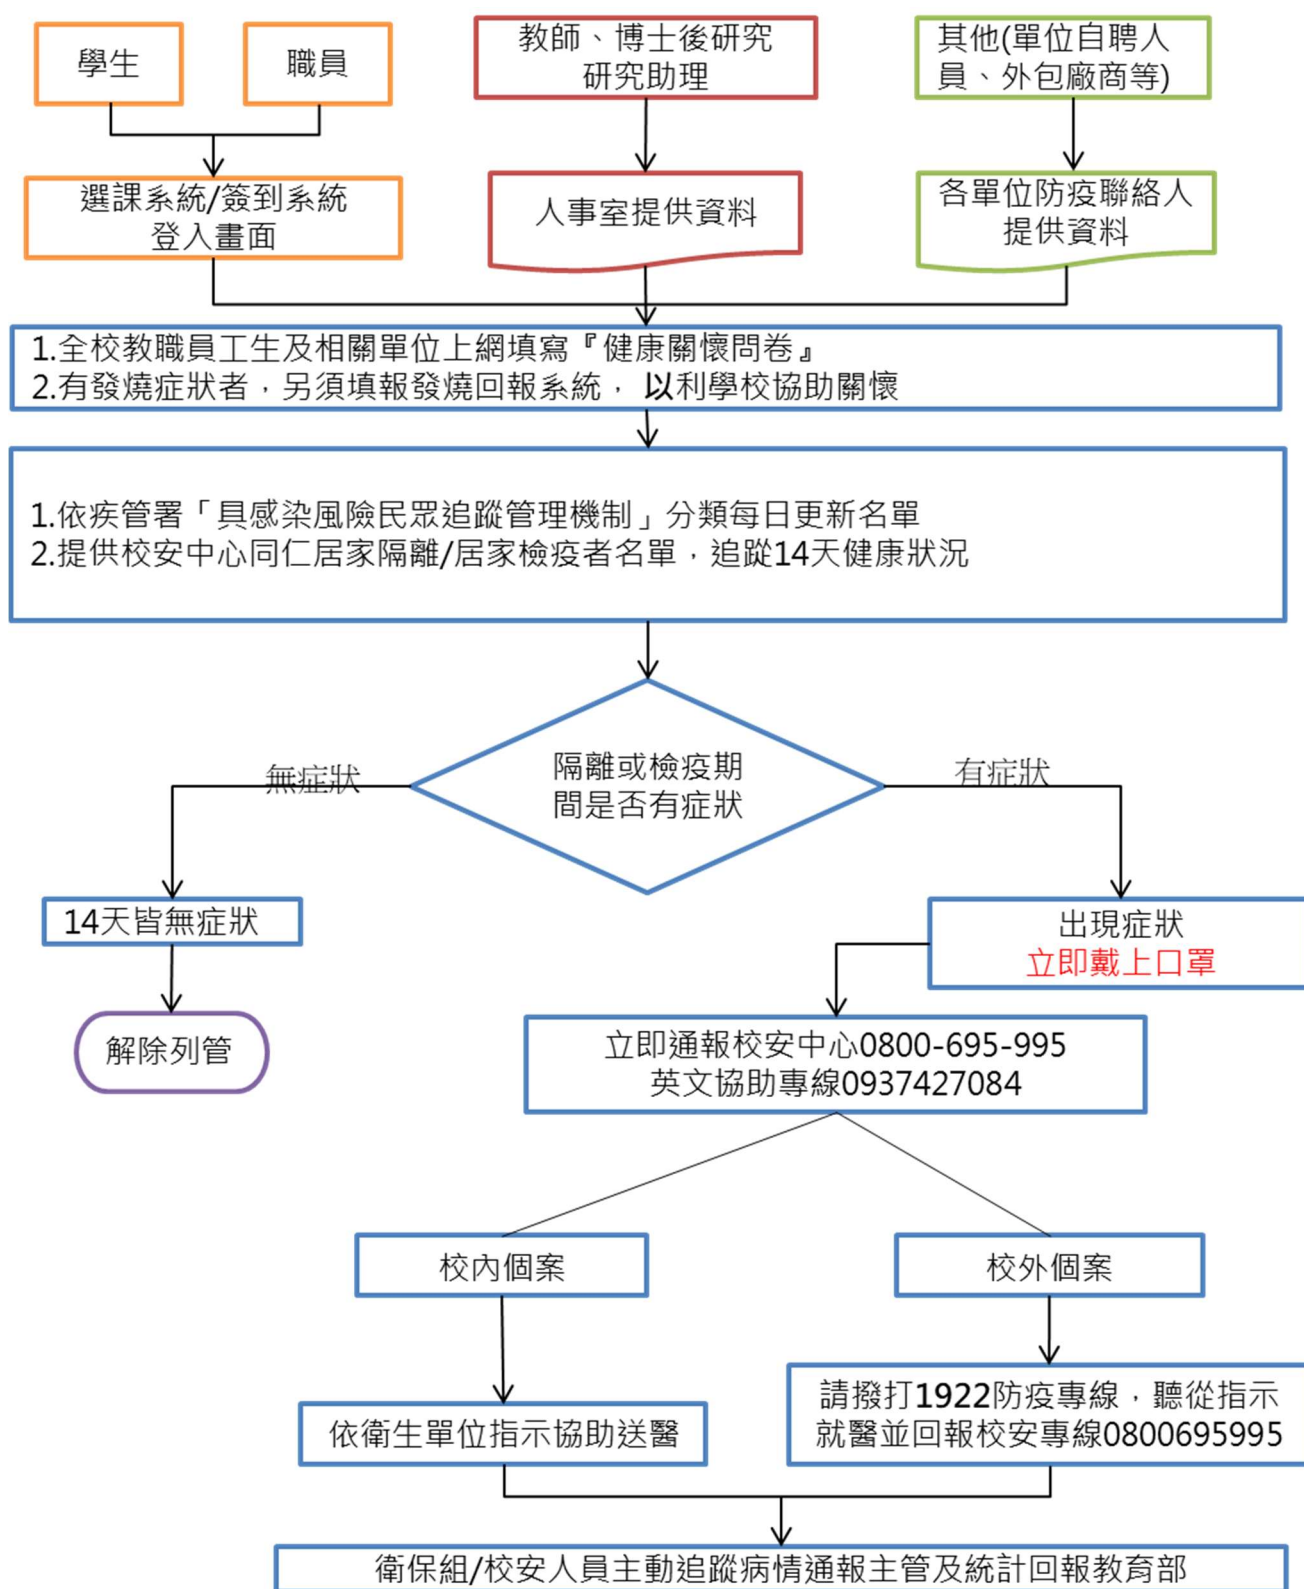 學生
職員
教師、博士後研究
研究助理
其他(單位自聘人
員、外包廠商等)
選課系統/簽到系統
登入畫面
人事室提供資料
各單位防疫聯絡人
提供資料
1.全校教職員工生及相關單位上網填寫『健康關懷問卷』
2.有發燒症狀者，另須填報發燒回報系統， 以利學校協助關懷
1.依疾管署「具感染風險民眾追蹤管理機制」分類每日更新名單
2.提供校安中心同仁居家隔離/居家檢疫者名單，追蹤14天健康狀況
隔離或檢疫期
間是否有症狀
無症狀
有症狀
14天皆無症狀
出現症狀
立即戴上口罩
解除列管
立即通報校安中心0800-695-995
英文協助專線0937427084
校內個案
校外個案
依衛生單位指示協助送醫
請撥打1922防疫專線，聽從指示
就醫並回報校安專線0800695995
衛保組/校安人員主動追蹤病情通報主管及統計回報教育部